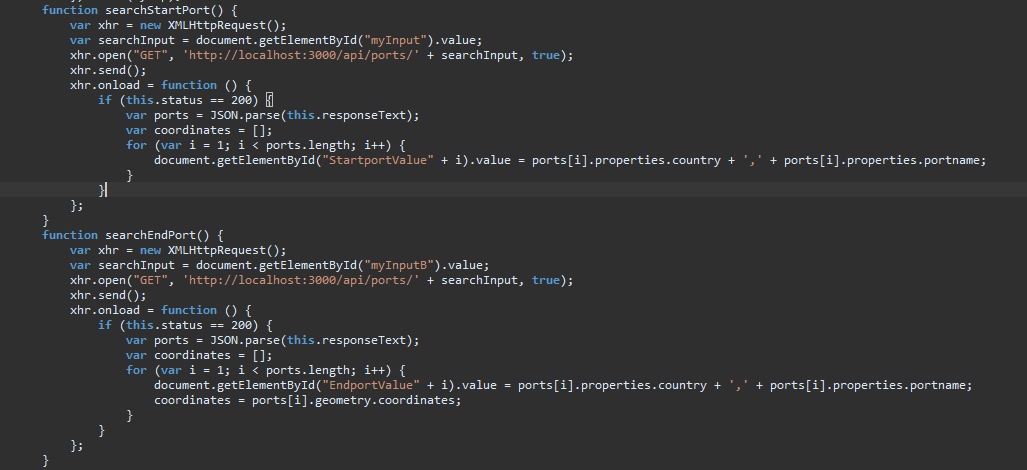 function searchStartPort() {
    var xhr = new XMLHttpRequest();
    var searchInput = document.getElementById("myInput").value;
    xhr.open("GET", 'http://localhost:3000/api/ports/' + searchInput, true);
    xhr.send();
    xhr.onload = function () {
        if (this.status == 200) {
            var ports = JSON.parse(this.responseText);
            var coordinates = [];
            for (var i = 1; i < ports.length; i++) {
                document.getElementById("StartportValue" + i).value = ports[i].properties.country + ',' + ports[i].properties.portname;
            }
        }
    };
}
function searchEndPort() {
    var xhr = new XMLHttpRequest();
    var searchInput = document.getElementById("myInputB").value;
    xhr.open("GET", 'http://localhost:3000/api/ports/' + searchInput, true);
    xhr.send();
    xhr.onload = function () {
        if (this.status == 200) {
            var ports = JSON.parse(this.responseText);
            var coordinates = [];
            for (var i = 1; i < ports.length; i++) {
                document.getElementById("EndportValue" + i).value = ports[i].properties.country + ',' + ports[i].properties.portname;
                coordinates = ports[i].geometry.coordinates;
            }
        }
    };
}